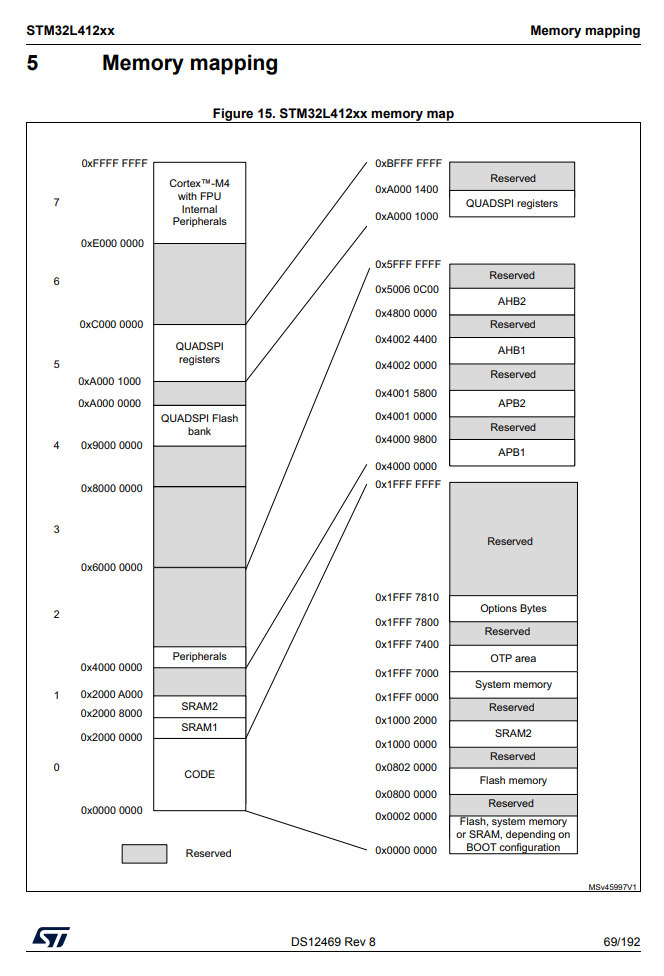 STM32L412xx Memory mapping
5 Memory mapping
Figure 15. STM32L412xx memory map
0xFFFF FFFF
7
Cortex™-M4
with FPU
Internal
Peripherals
0xE000 0000
6
0xC000 0000
5
QUADSPI
registers
0xA000 1000
0xA000 0000
QUADSPI Flash
bank
4
0x9000 0000
0x8000 0000
3
0x6000 0000
2
Peripherals
0x4000 0000
1
0x2000 A000
SRAM2
0x2000 8000
SRAM1
0x2000 0000
0
CODE
0x0000 0000
Reserved
0xBFFF FFFF
Reserved
0xA000 1400
QUADSPI registers
0xA000 1000
0x5FFF FFFF
Reserved
0x5006 0C00
AHB2
0x4800 0000
Reserved
0x4002 4400
AHB1
0x4002 0000
Reserved
0x4001 5800
APB2
0x4001 0000
Reserved
0x4000 9800
APB1
0x4000 0000
0x1FFF FFFF
Reserved
0x1FFF 7810
Options Bytes
0x1FFF 7800
Reserved
0x1FFF 7400
OTP area
0x1FFF 7000
System memory
0x1FFF 0000
Reserved
0x1000 2000
SRAM2
0x1000 0000
Reserved
0x0802 0000
Flash memory
0x0800 0000
Reserved
0x0002 0000
Flash, system memory
or SRAM, depending on
BOOT configuration
0x0000 0000
MSv45997V1
ST DS12469 Rev 8 69/192